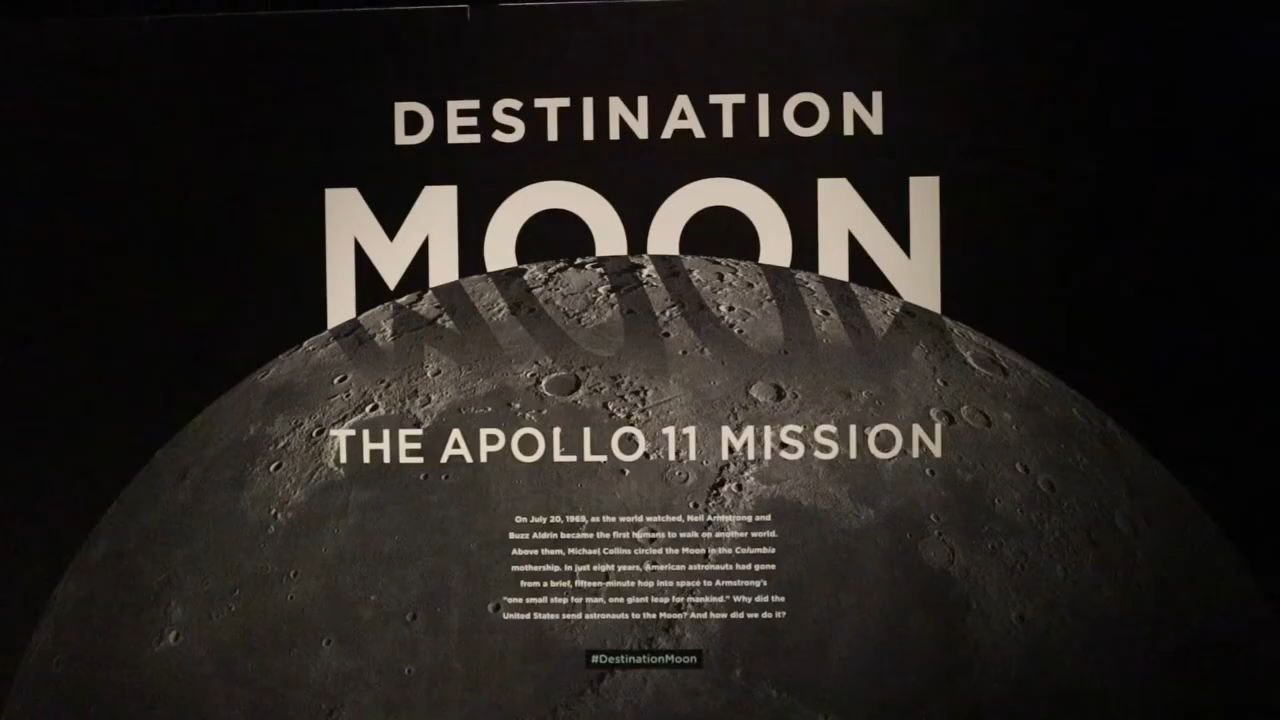 DESTINATION
MOON
THE APOLLO 11 MISSION
On July 20, 1969, as the world watched, Neil Armstrong and
Buzz Aldrin became the first humans to walk on another world.
Above them, Michael Collins circled the Moon in the Columbia
mothership. In just eight years, American astronauts had gone
from a brief, fifteen-minute hop into space to Armstrong's
"one small step for man, one giant leap for mankind." Why did the
United States send astronauts to the Moon? And how did we do it?
#DestinationMoon